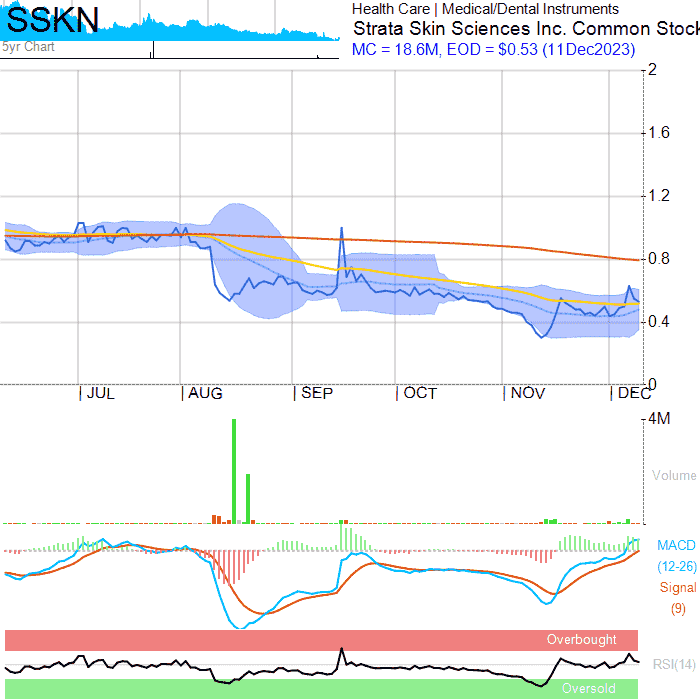 SSKN
5yr Chart
Health Care | Medical/Dental Instruments
Strata Skin Sciences Inc. Common Stock
MC = 18.6M, EOD = $0.53 (11Dec2023)
2
1.6
1.2
0.8
0.4
0
JUL AUG SEP OCT NOV DEC
4M
Volume
MACD
(12-26)
Signal
(9)
Overbought
RSI(14)
Oversold